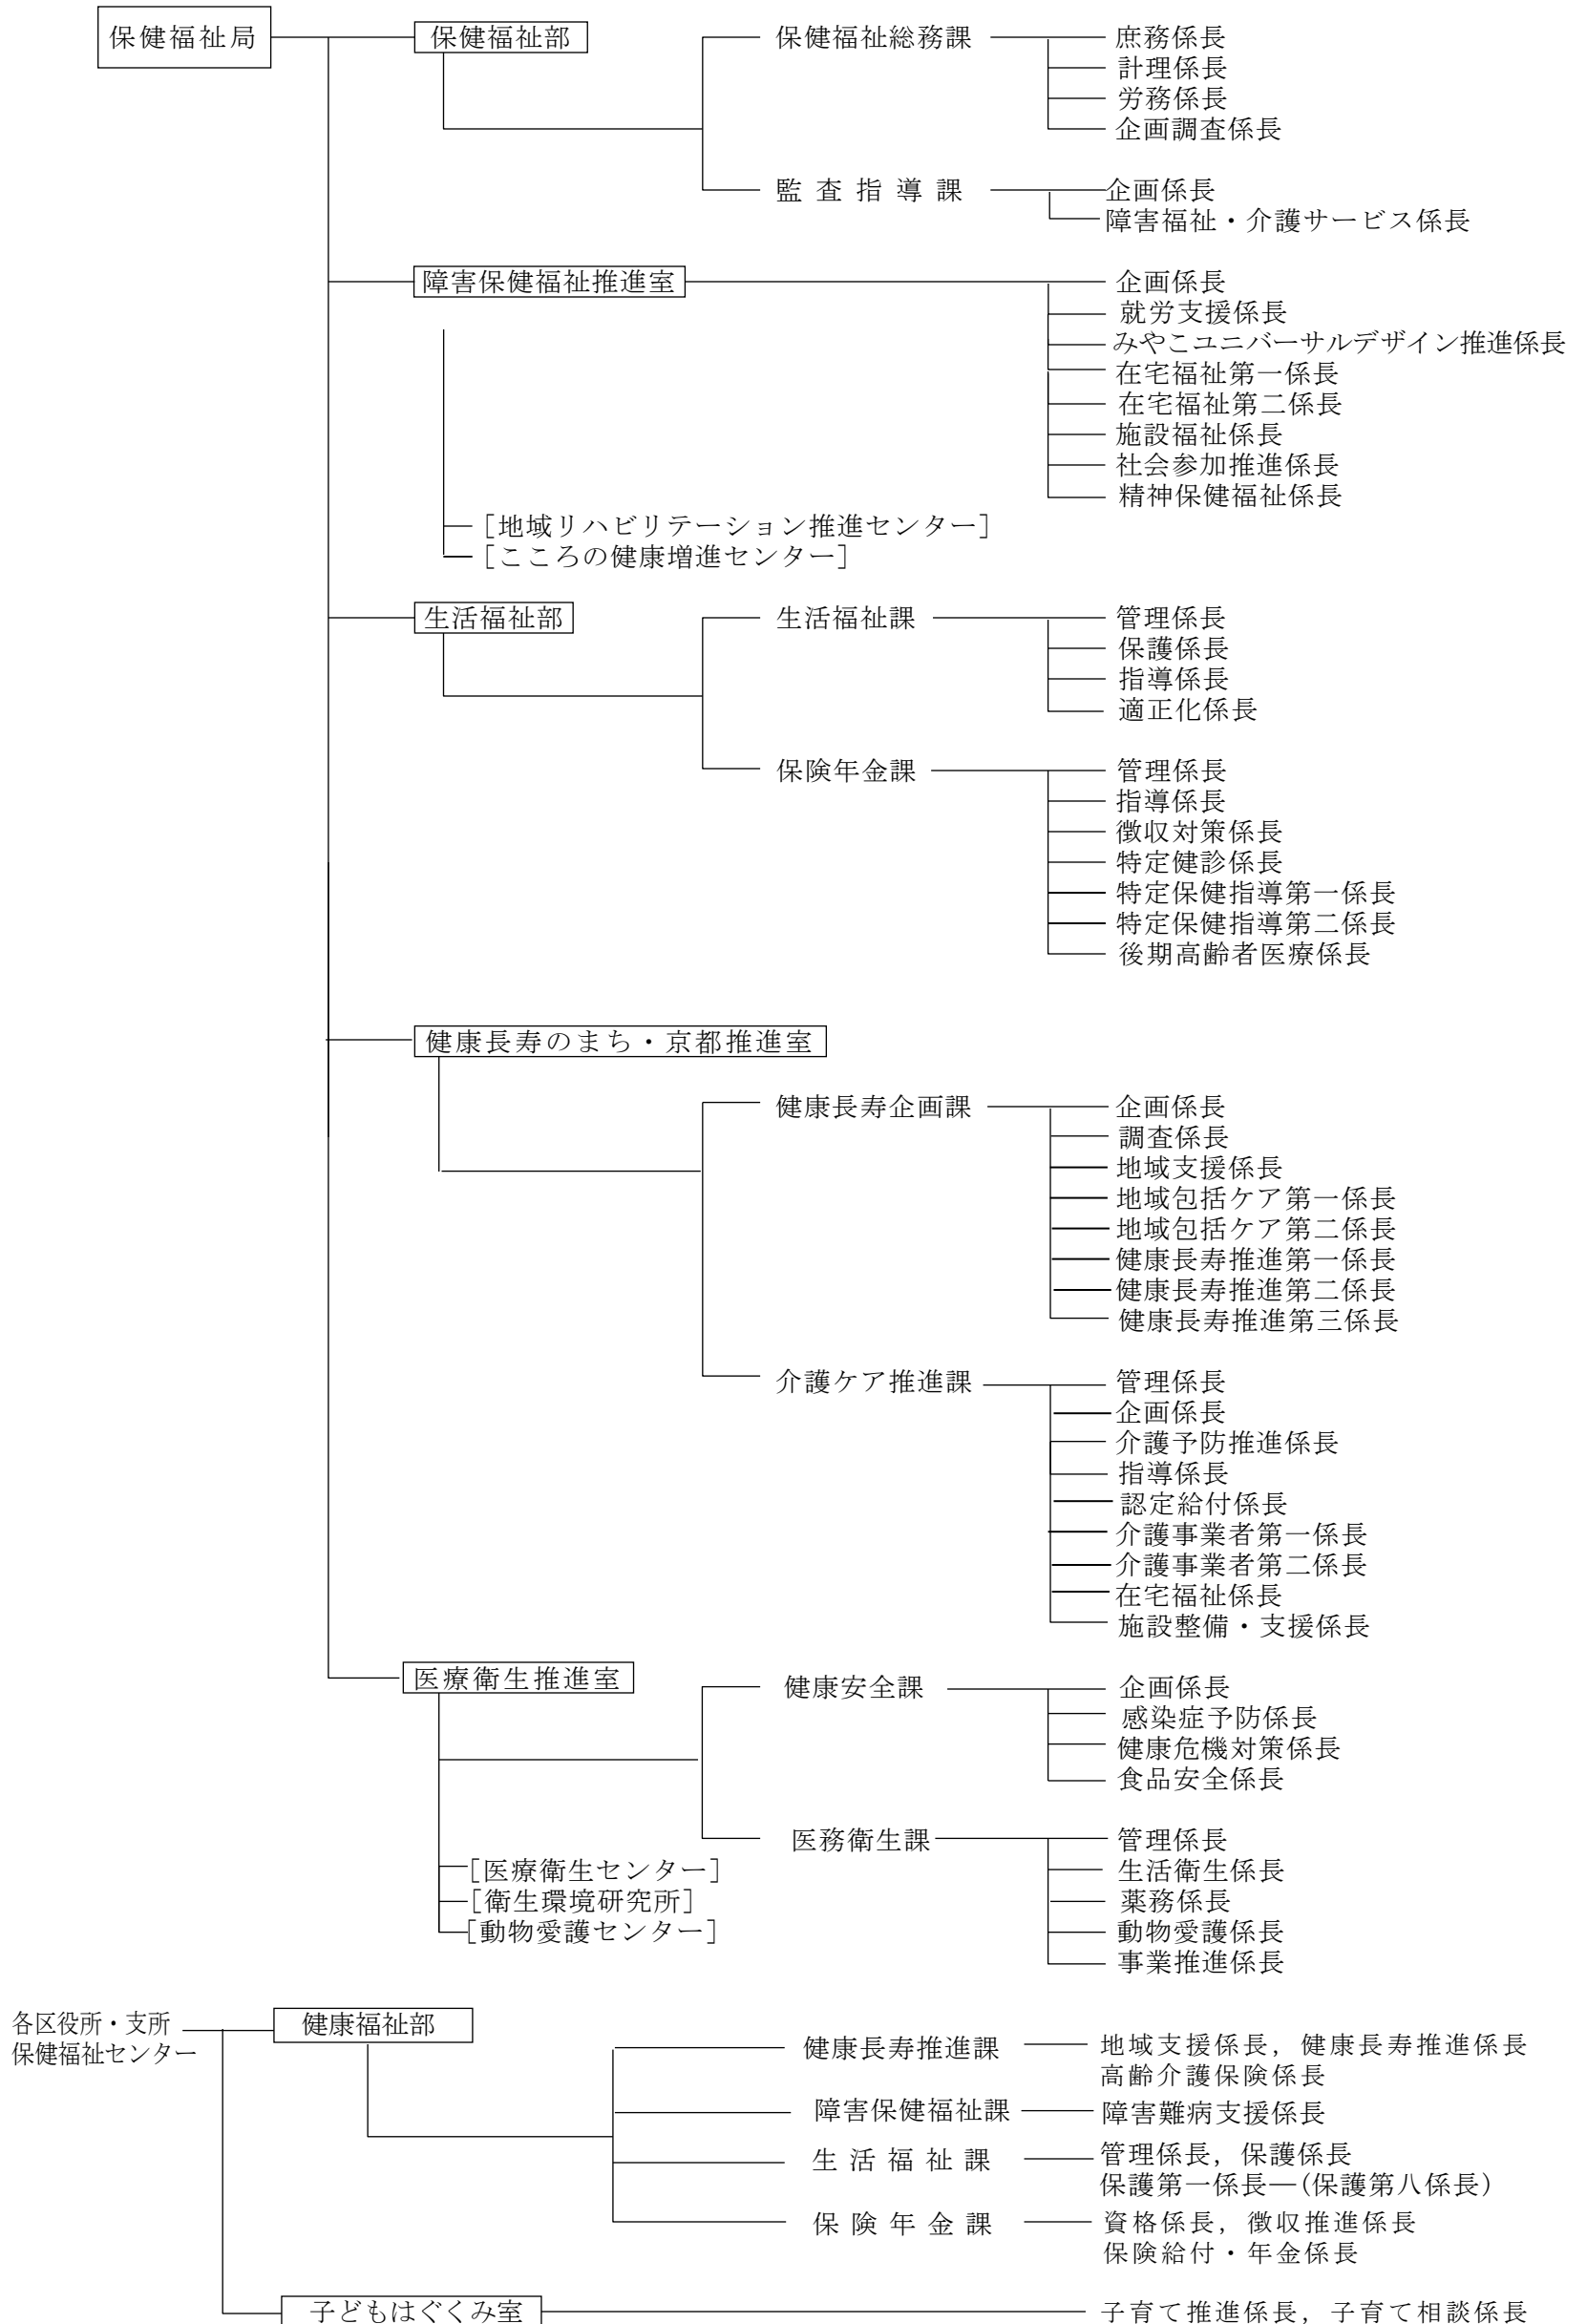 保健福祉局 保健福祉部 保健福祉総務課 庶務係長
計理係長
労務係長
企画調査係長
監査指導課 企画係長
障害福祉・介護サービス係長
障害保健福祉推進室 企画係長
就労支援係長
みやこユニバーサルデザイン推進係長
在宅福祉第一係長
在宅福祉第二係長
施設福祉係長
社会参加推進係長
精神保健福祉係長
［地域リハビリテーション推進センター］
［こころの健康増進センター］
生活福祉部 生活福祉課 管理係長
保護係長
指導係長
適正化係長
保険年金課 管理係長
指導係長
徴収対策係長
特定健診係長
特定保健指導第一係長
特定保健指導第二係長
後期高齢者医療係長
健康長寿のまち・京都推進室
健康長寿企画課 企画係長
調査係長
地域支援係長
地域包括ケア第一係長
地域包括ケア第二係長
健康長寿推進第一係長
健康長寿推進第二係長
健康長寿推進第三係長
介護ケア推進課 管理係長
企画係長
介護予防推進係長
指導係長
認定給付係長
介護事業者第一係長
介護事業者第二係長
在宅福祉係長
施設整備・支援係長
医療衛生推進室 健康安全課 企画係長
感染症予防係長
健康危機対策係長
食品安全係長
医務衛生課 管理係長
［医療衛生センター］ 生活衛生係長
［衛生環境研究所］ 薬務係長
［動物愛護センター］ 動物愛護係長
事業推進係長
各区役所・支所 健康福祉部
保健福祉センター
健康長寿推進課 地域支援係長，健康長寿推進係長
高齢介護保険係長
障害保健福祉課 障害難病支援係長
生活福祉課 管理係長，保護係長
保護第一係長―（保護第八係長）
保険年金課 資格係長，徴収推進係長
保険給付・年金係長
子どもはぐくみ室 子育て推進係長，子育て相談係長